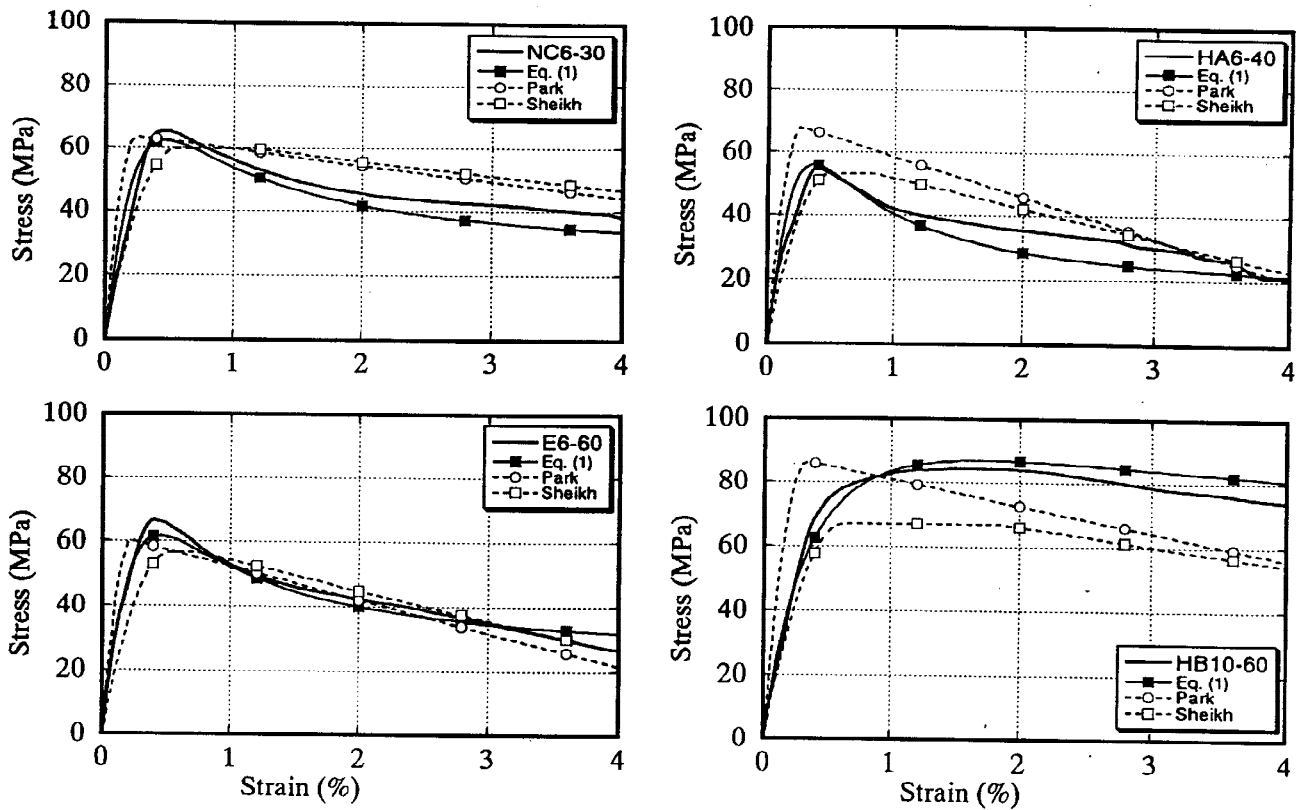 100
80
60
40
20
0
Stress (MPa)
NC6-30
Eq. (1)
Park
Sheikh
0 1 2 3 4
100
80
60
40
20
0
Stress (MPa)
HA6-40
Eq. (1)
Park
Sheikh
0 1 2 3 4
100
80
60
40
20
0
Stress (MPa)
E6-60
Eq. (1)
Park
Sheikh
0 1 2 3 4
Strain (%)
100
80
60
40
20
0
Stress (MPa)
HB10-60
Eq. (1)
Park
Sheikh
0 1 2 3 4
Strain (%)